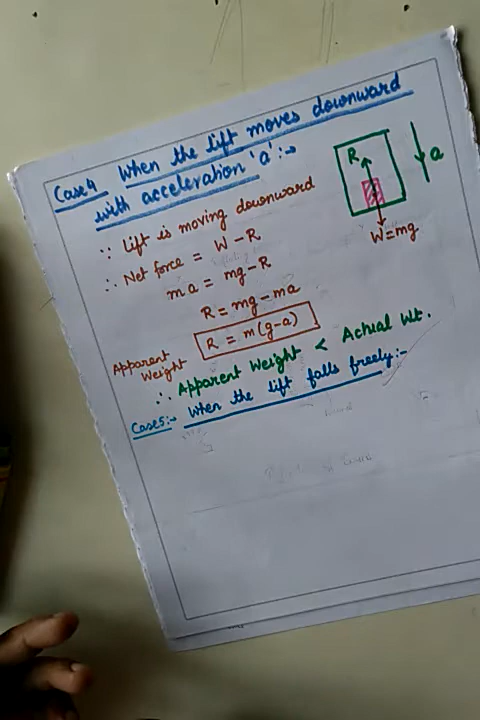 Case4 When the lift moves downward
with acceleration 'a':→
∵ Lift is moving downward
∴ Net force = W-R
ma = mg-R
R = mg-ma
R = m(g-a)
Apparent
Weight
∴ Apparent Weight < Actual Wt.
Case5:→ When the lift falls freely:-
R
a
W=mg